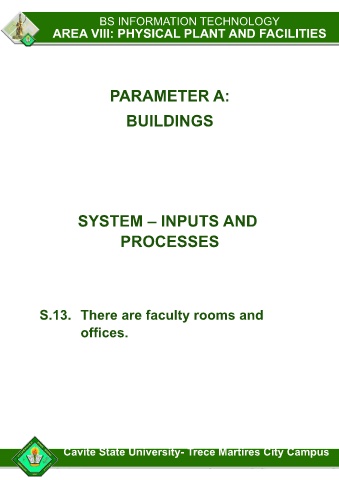 BS INFORMATION TECHNOLOGY
AREA VIII: PHYSICAL PLANT AND FACILITIES
PARAMETER A:
BUILDINGS
SYSTEM – INPUTS AND
PROCESSES
S.13. There are faculty rooms and
offices.
Cavite State University- Trece Martires City Campus